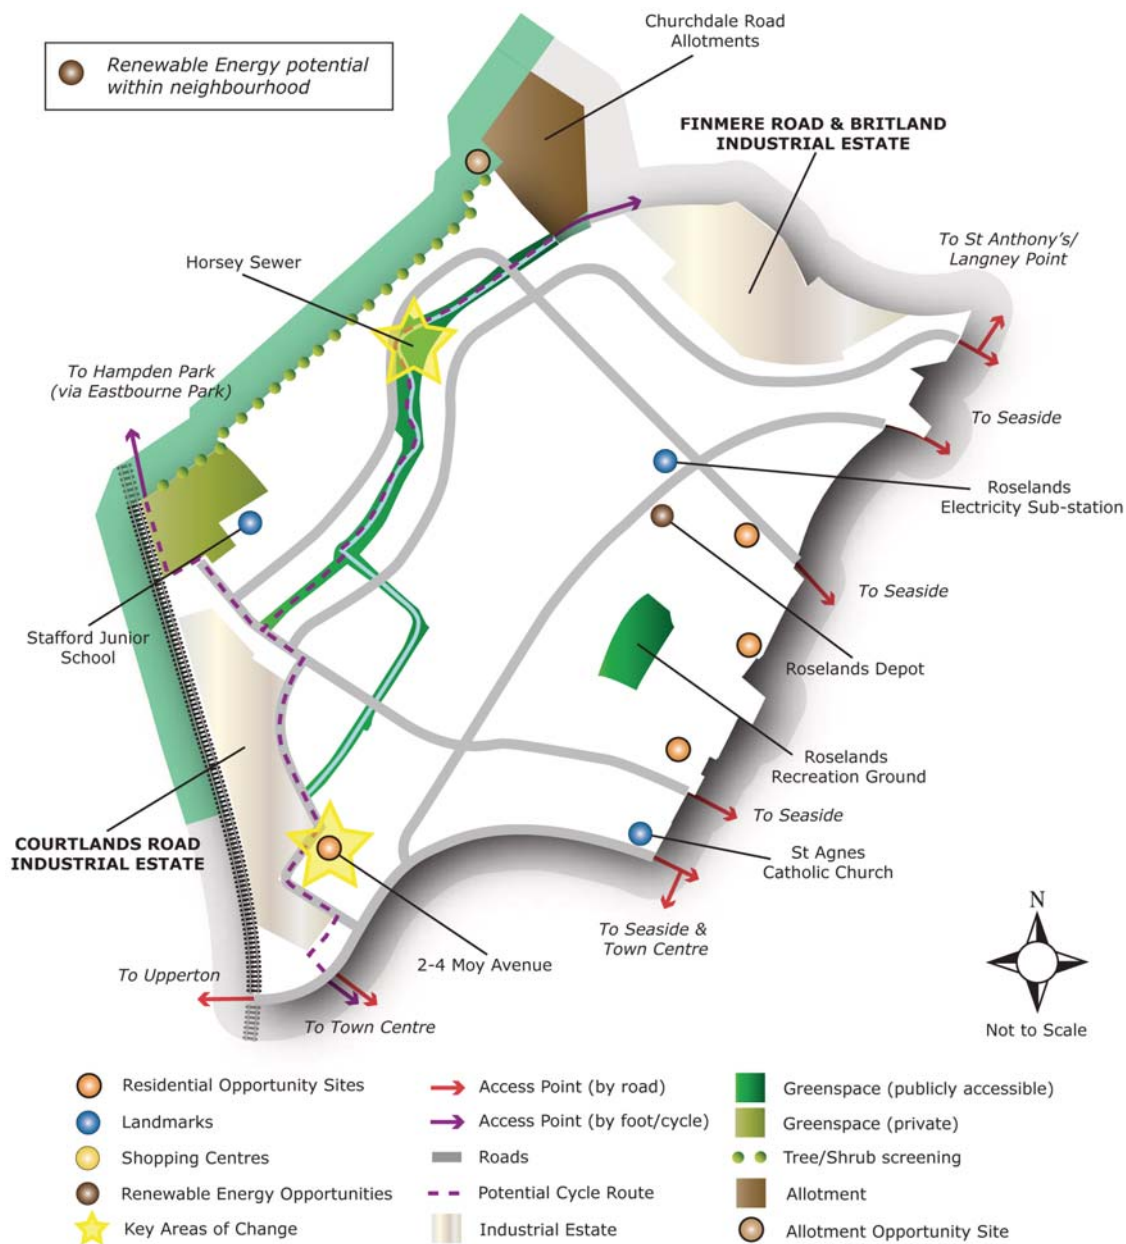 Churchdale Road
Allotments
Renewable Energy potential
within neighbourhood
FINMERE ROAD & BRITLAND
INDUSTRIAL ESTATE
To St Anthony's/
Langney Point
Horsey Sewer
To Hampden Park
(via Eastbourne Park)
To Seaside
Roselands
Electricity Sub-station
To Seaside
Stafford Junior
School
Roselands Depot
Roselands
Recreation Ground
To Seaside
COURTLANDS ROAD
INDUSTRIAL ESTATE
St Agnes
Catholic Church
To Seaside &
Town Centre
2-4 Moy Avenue
To Upperton
To Town Centre
N
Not to Scale
Residential Opportunity Sites
Landmarks
Shopping Centres
Renewable Energy Opportunities
Key Areas of Change
Access Point (by road)
Access Point (by foot/cycle)
Roads
Potential Cycle Route
Industrial Estate
Greenspace (publicly accessible)
Greenspace (private)
Tree/Shrub screening
Allotment
Allotment Opportunity Site